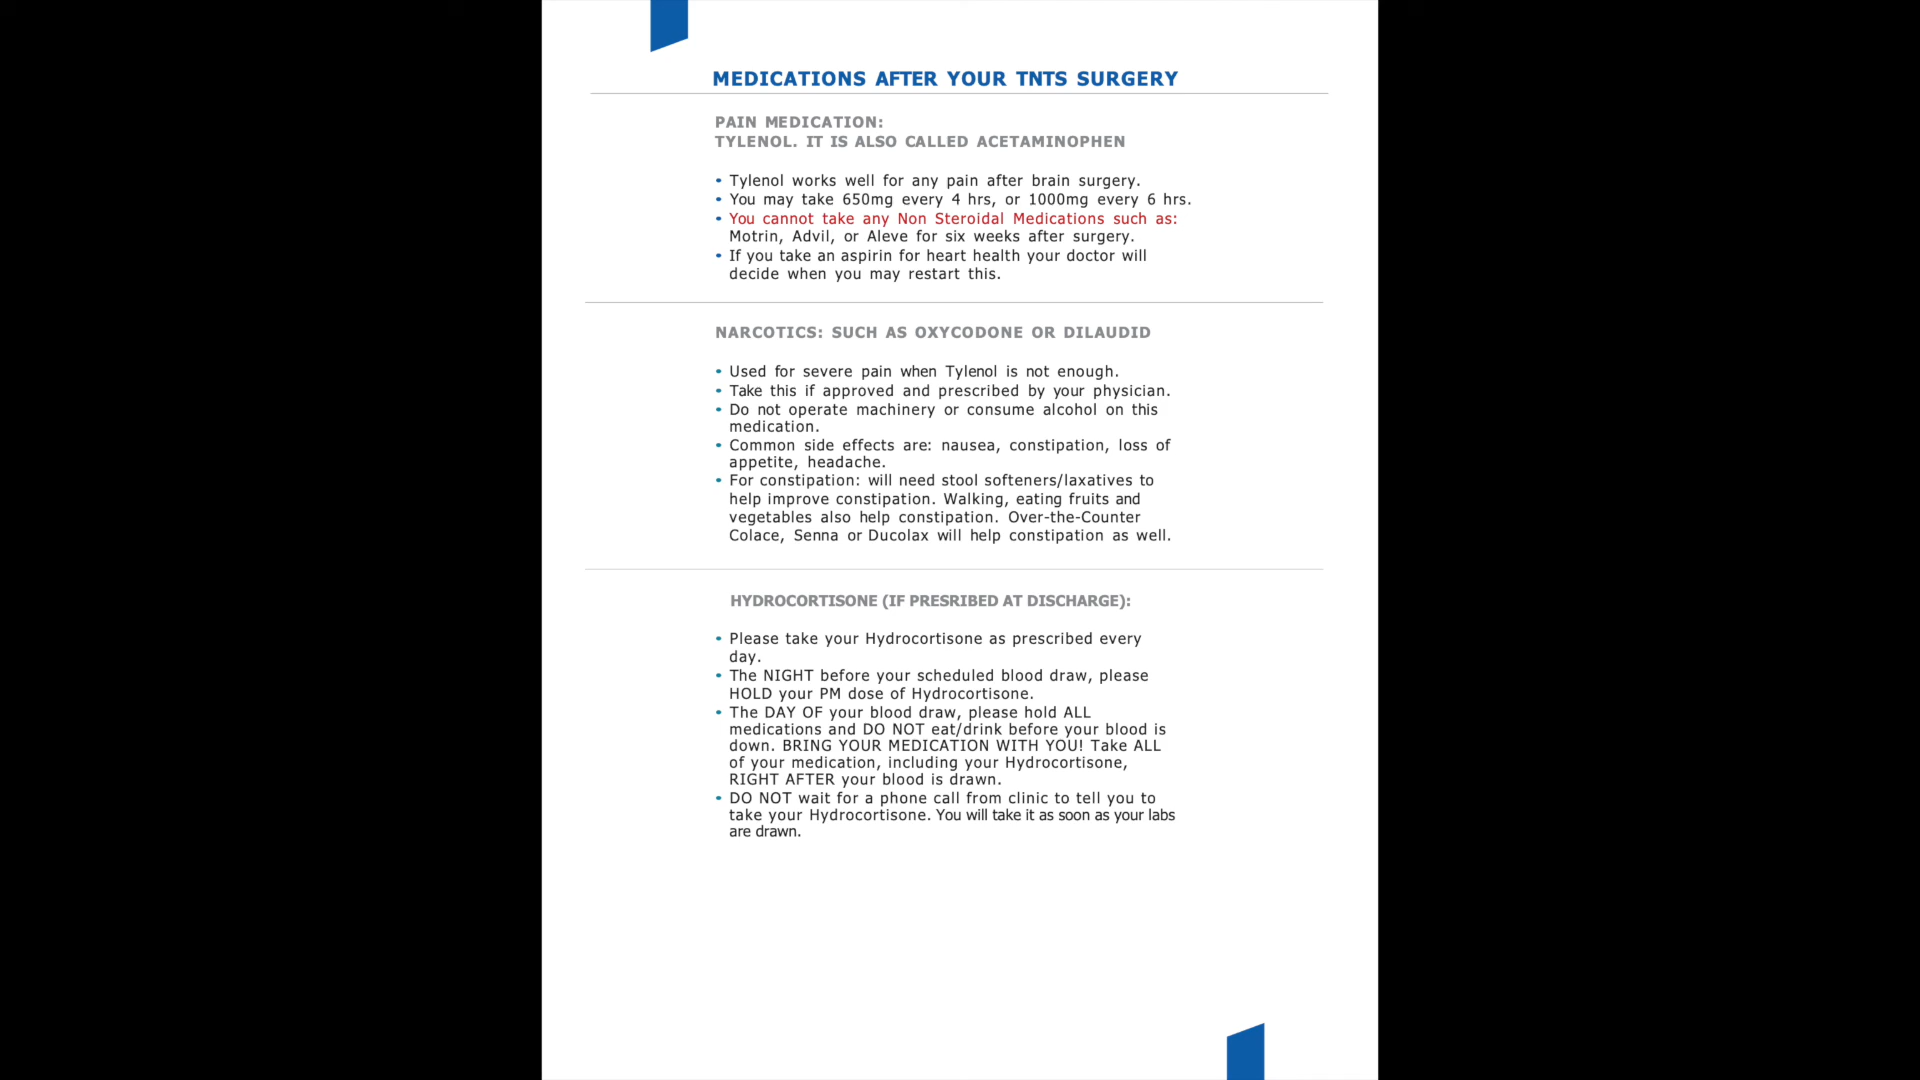 MEDICATIONS AFTER YOUR TNTS SURGERY
PAIN MEDICATION:
TYLENOL. IT IS ALSO CALLED ACETAMINOPHEN
• Tylenol works well for any pain after brain surgery.
• You may take 650mg every 4 hrs, or 1000mg every 6 hrs.
• You cannot take any Non Steroidal Medications such as:
Motrin, Advil, or Aleve for six weeks after surgery.
• If you take an aspirin for heart health your doctor will
decide when you may restart this.
NARCOTICS: SUCH AS OXYCODONE OR DILAUDID
• Used for severe pain when Tylenol is not enough.
• Take this if approved and prescribed by your physician.
• Do not operate machinery or consume alcohol on this
medication.
• Common side effects are: nausea, constipation, loss of
appetite, headache.
• For constipation: will need stool softeners/laxatives to
help improve constipation. Walking, eating fruits and
vegetables also help constipation. Over-the-Counter
Colace, Senna or Ducolax will help constipation as well.
HYDROCORTISONE (IF PRESRIBED AT DISCHARGE):
• Please take your Hydrocortisone as prescribed every
day.
• The NIGHT before your scheduled blood draw, please
HOLD your PM dose of Hydrocortisone.
• The DAY OF your blood draw, please hold ALL
medications and DO NOT eat/drink before your blood is
down. BRING YOUR MEDICATION WITH YOU! Take ALL
of your medication, including your Hydrocortisone,
RIGHT AFTER your blood is drawn.
• DO NOT wait for a phone call from clinic to tell you to
take your Hydrocortisone. You will take it as soon as your labs
are drawn.